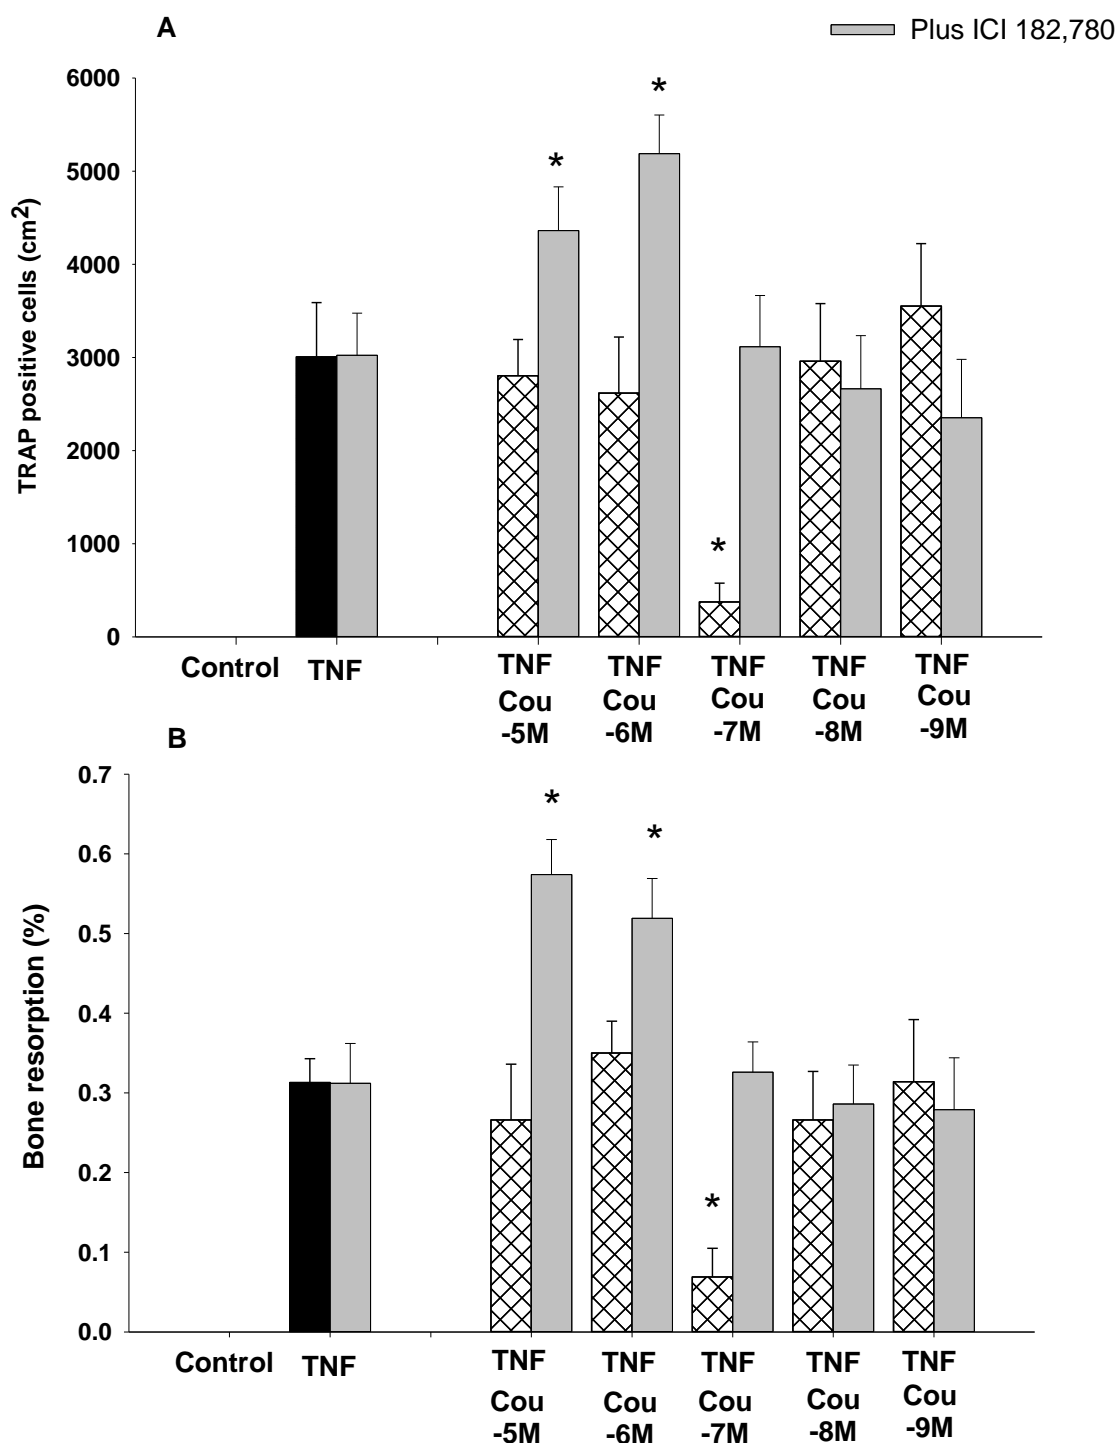 A
Plus ICI 182,780
6000
5000
4000
3000
2000
1000
0
TRAP positive cells (cm2)
*
*
*
Control
TNF
TNF
Cou
-5M
TNF
Cou
-6M
TNF
Cou
-7M
TNF
Cou
-8M
TNF
Cou
-9M
B
0.7
0.6
0.5
0.4
0.3
0.2
0.1
0.0
Bone resorption (%)
*
*
*
Control
TNF
TNF
Cou
-5M
TNF
Cou
-6M
TNF
Cou
-7M
TNF
Cou
-8M
TNF
Cou
-9M